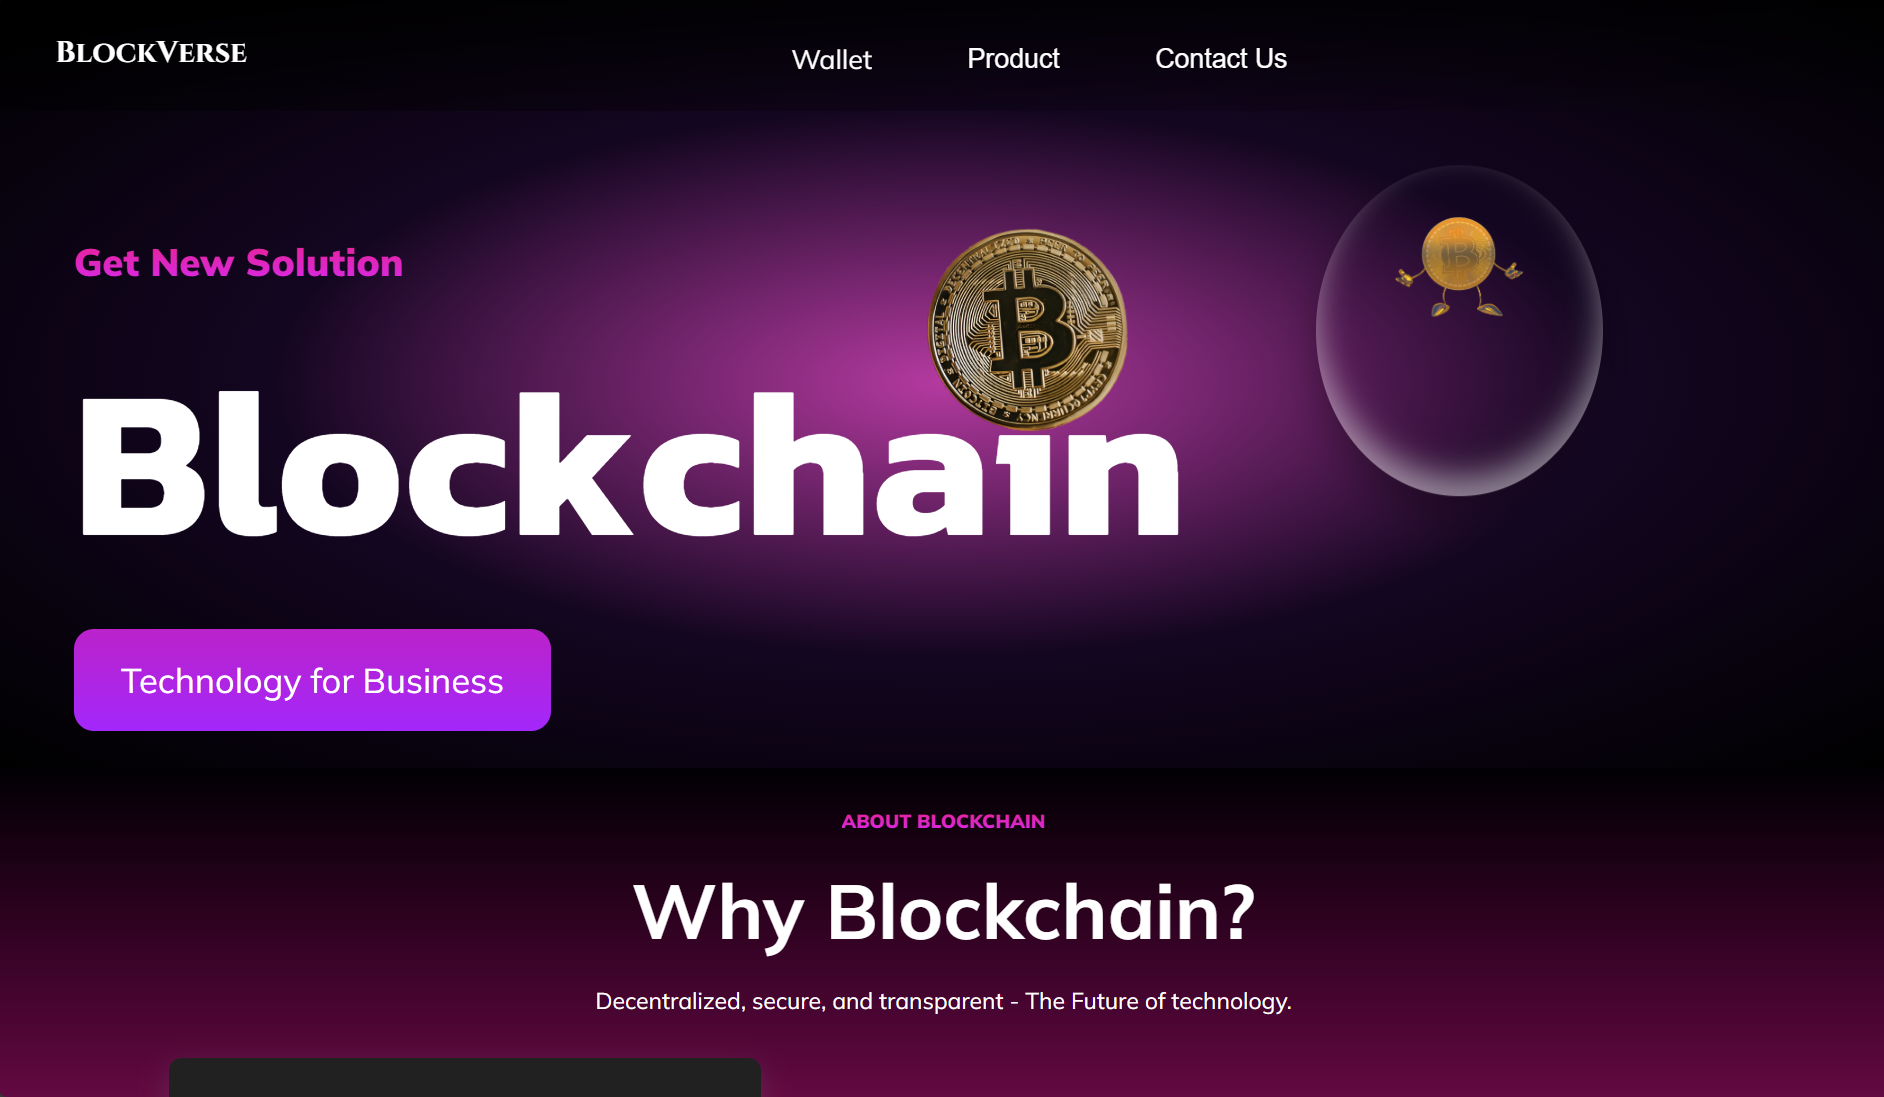 BLOCKVERSE
Wallet
Product
Contact Us
Get New Solution
Blockchain
Technology for Business
ABOUT BLOCKCHAIN
Why Blockchain?
Decentralized, secure, and transparent - The Future of technology.